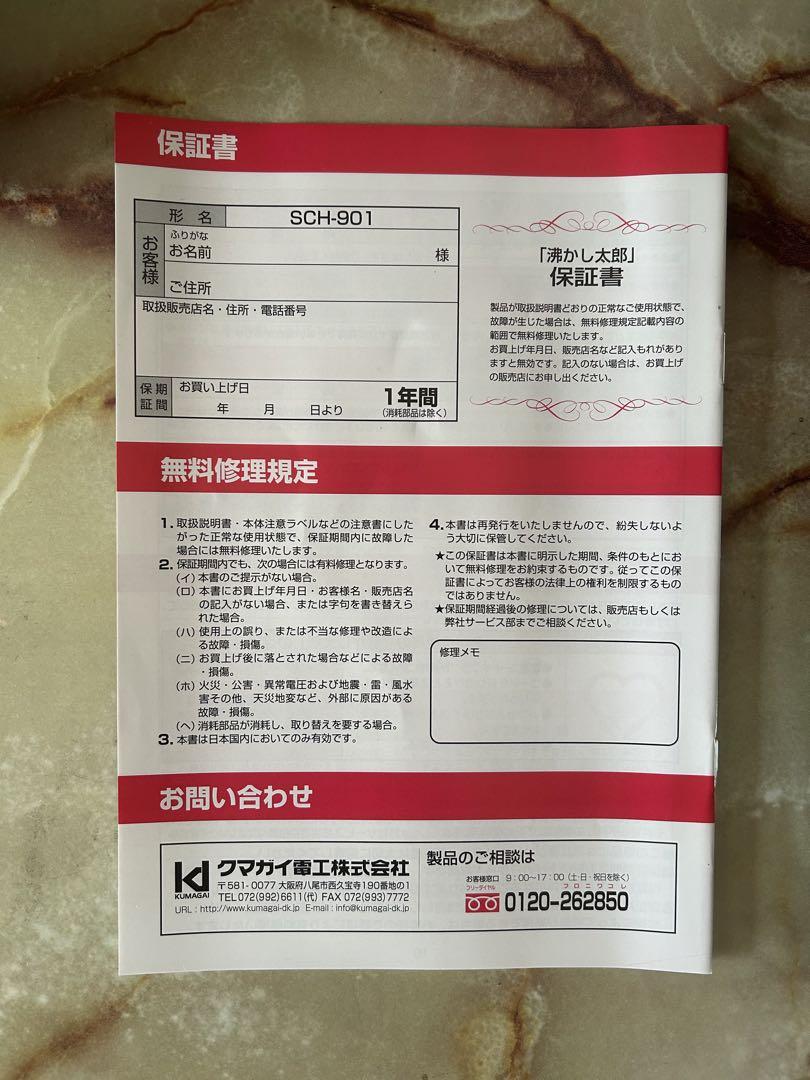 保証書
形名 SCH-901
お客様
ふりがな
お名前 様
ご住所
取扱販売店名・住所・電話番号
保証期間
お買い上げ日
年 月 日より
1年間
(消耗部品は除く)
「沸かし太郎」
保証書
製品が取扱説明書どおりの正常なご使用状態で、
故障が生じた場合は、無料修理規定記載内容の
範囲で無料修理いたします。
お買上げ年月日、販売店名など記入もれがあり
ますと無効です。記入のない場合は、お買上げ
の販売店にお申し出ください。
無料修理規定
1. 取扱説明書・本体注意ラベルなどの注意書にした
がった正常な使用状態で、保証期間内に故障した
場合には無料修理いたします。
2. 保証期間内でも、次の場合には有料修理となります。
(イ) 本書のご提示がない場合。
(ロ) 本書にお買上げ年月日・お客様名・販売店名
の記入がない場合、または字句を書き替えら
れた場合。
(ハ) 使用上の誤り、または不当な修理や改造によ
る故障・損傷。
(ニ) お買上げ後に落とされた場合などによる故障
・損傷。
(ホ) 火災・公害・異常電圧および地震・雷・風水
害その他、天災地変など、外部に原因がある
故障・損傷。
(ヘ) 消耗部品が消耗し、取り替えを要する場合。
3. 本書は日本国内においてのみ有効です。
4. 本書は再発行をいたしませんので、紛失しないよ
う大切に保管してください。
★この保証書は本書に明示した期間、条件のもとにお
いて無料修理をお約束するものです。従ってこの保
証書によってお客様の法律上の権利を制限するもの
ではありません。
★保証期間経過後の修理については、販売店もしくは
弊社サービス部までご相談ください。
修理メモ
お問い合わせ
KUMAGAI
クマガイ電工株式会社
〒581-0077 大阪府八尾市西久宝寺190番地の1
TEL 072(992)6611(代) FAX 072(993)7772
URL : http://www.kumagai-dk.jp E-mail : info@kumagai-dk.jp
製品のご相談は
お客様窓口 9:00〜17:00 (土・日・祝日を除く)
フリーダイヤル フロニワコレ
0120-262850